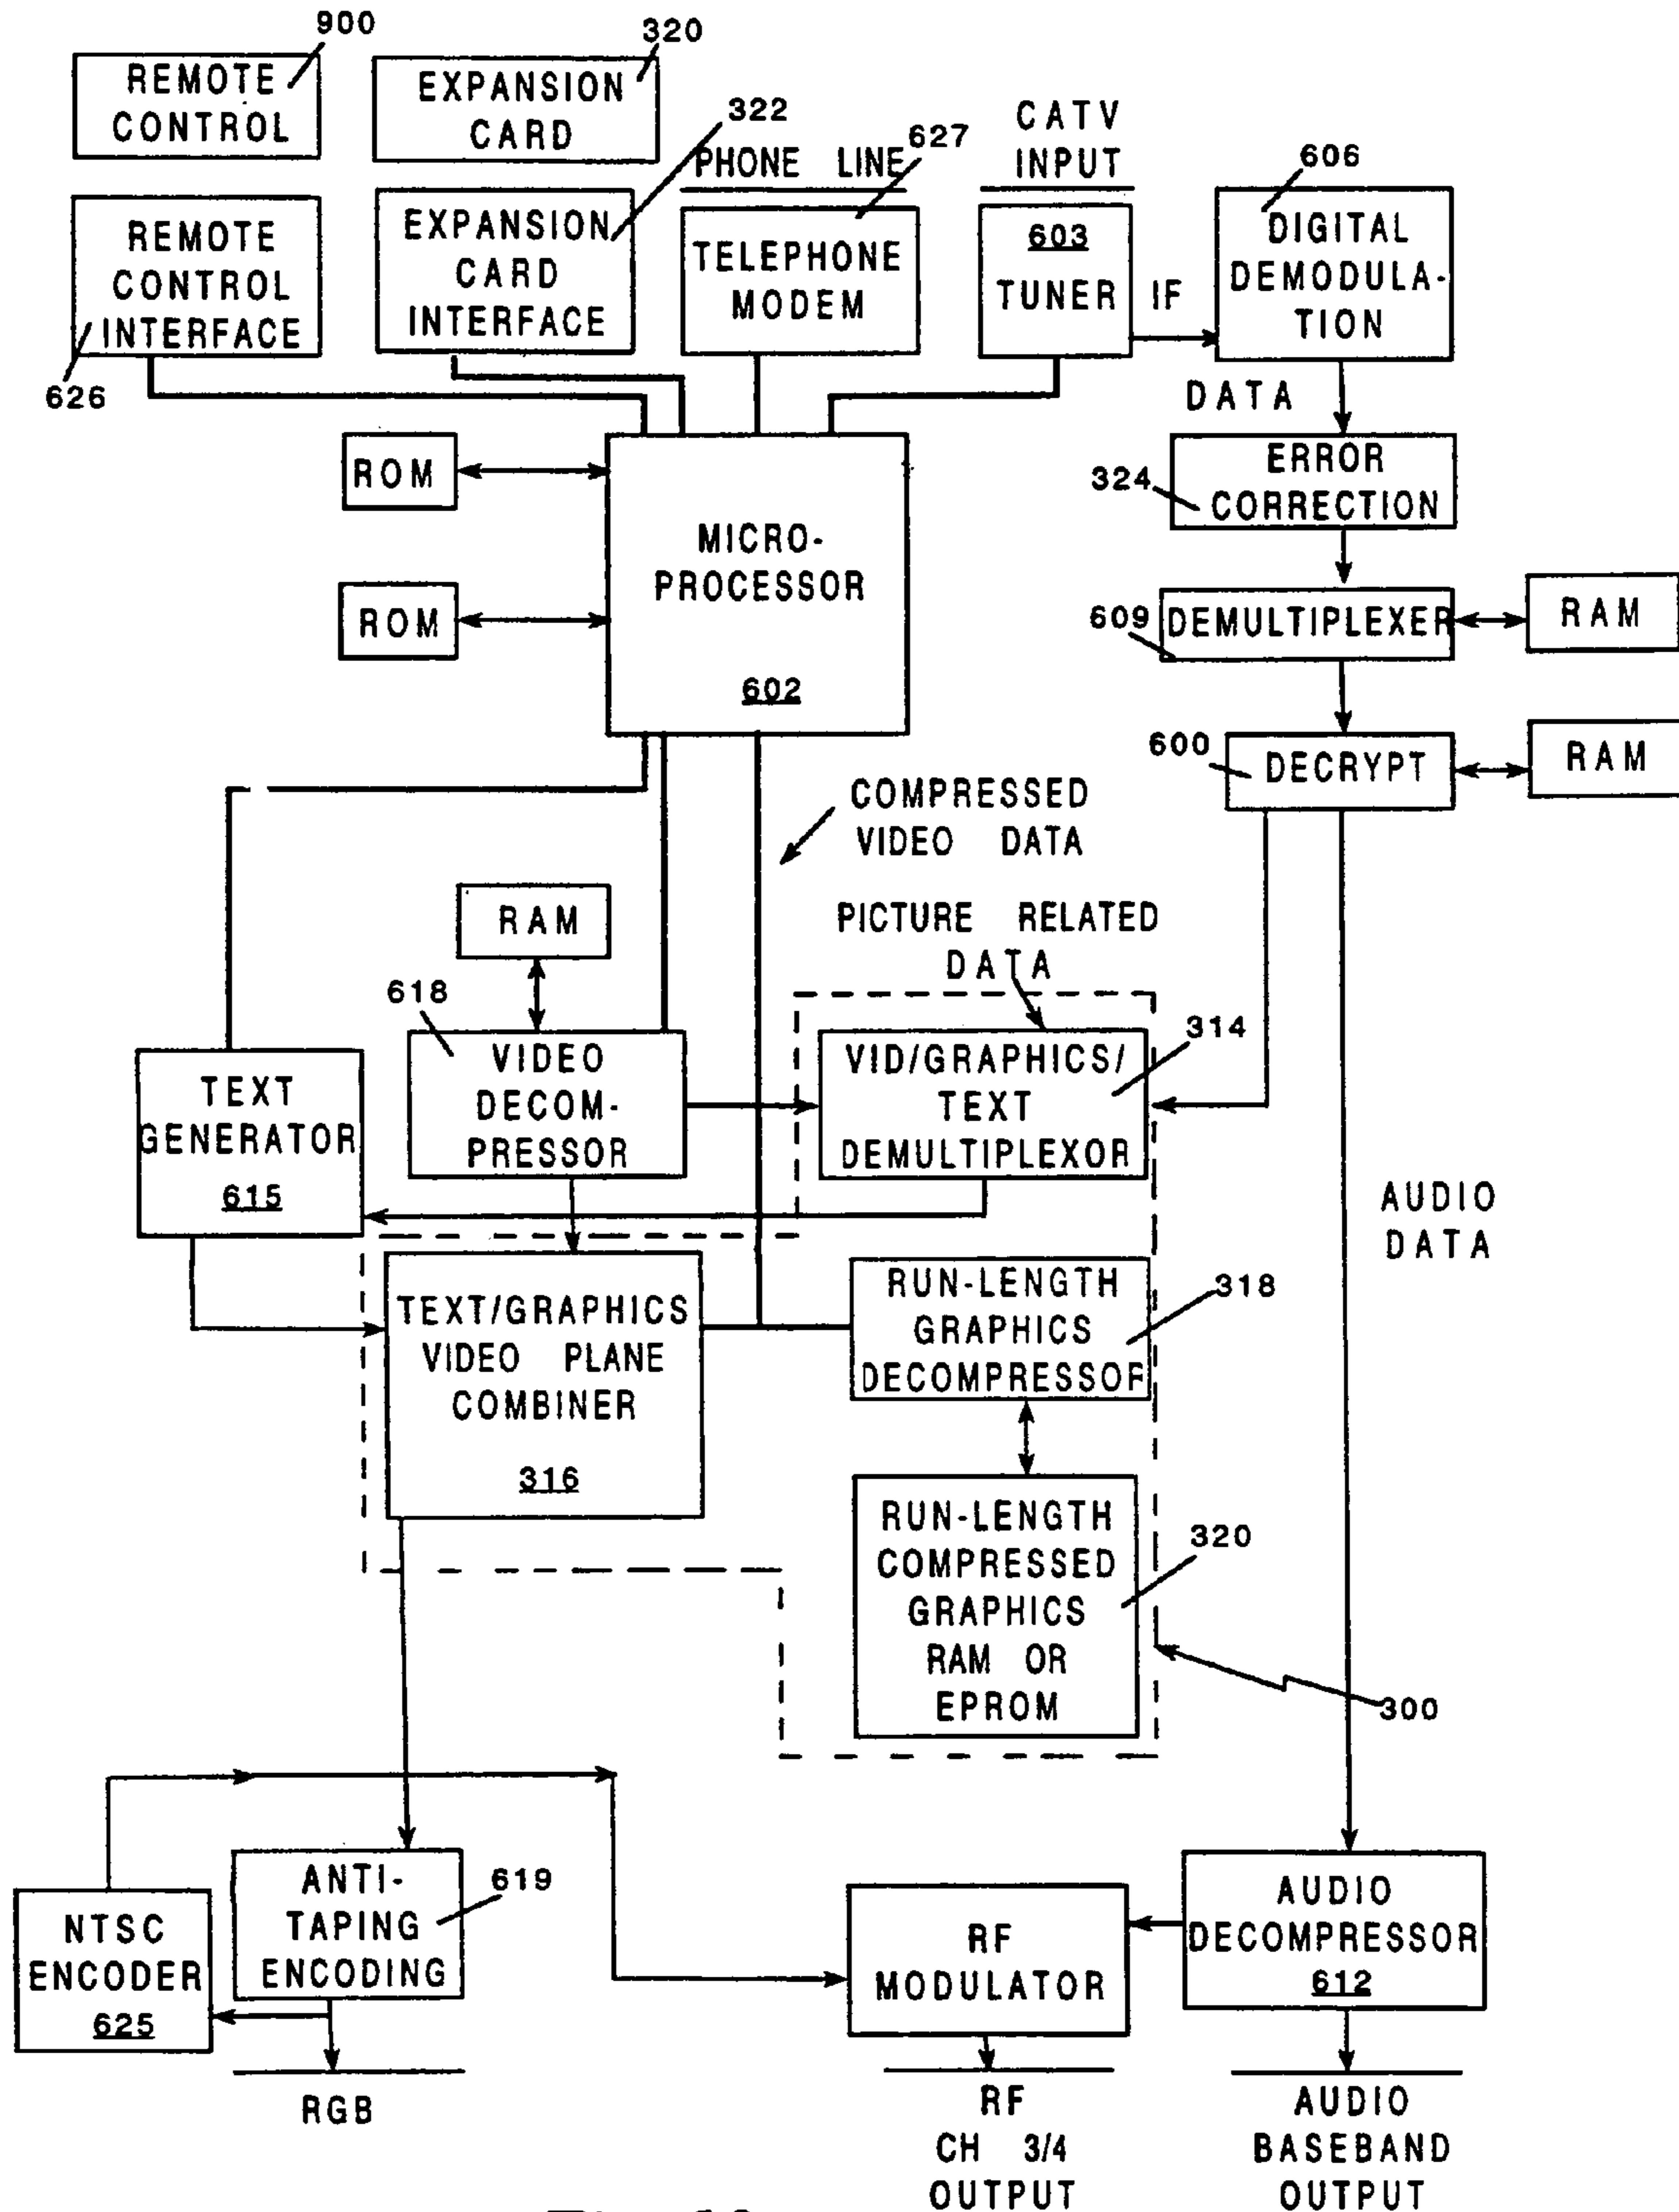 900
REMOTE
CONTROL
320
EXPANSION
CARD
322
PHONE LINE
627
CATV
INPUT
606
REMOTE
CONTROL
INTERFACE
626
EXPANSION
CARD
INTERFACE
TELEPHONE
MODEM
603
TUNER
IF
DIGITAL
DEMODULA-
TION
DATA
ROM
ROM
MICRO-
PROCESSOR
602
324
ERROR
CORRECTION
609
DEMULTIPLEXER
RAM
600
DECRYPT
RAM
COMPRESSED
VIDEO DATA
PICTURE RELATED
DATA
RAM
618
VIDEO
DECOM-
PRESSOR
314
VID/GRAPHICS/
TEXT
DEMULTIPLEXOR
TEXT
GENERATOR
615
AUDIO
DATA
TEXT/GRAPHICS
VIDEO PLANE
COMBINER
316
RUN-LENGTH
GRAPHICS
DECOMPRESSOR
318
RUN-LENGTH
COMPRESSED
GRAPHICS
RAM OR
EPROM
320
300
NTSC
ENCODER
625
ANTI-
TAPING
ENCODING
619
RF
MODULATOR
AUDIO
DECOMPRESSOR
612
RGB
RF
CH 3/4
OUTPUT
AUDIO
BASEBAND
OUTPUT